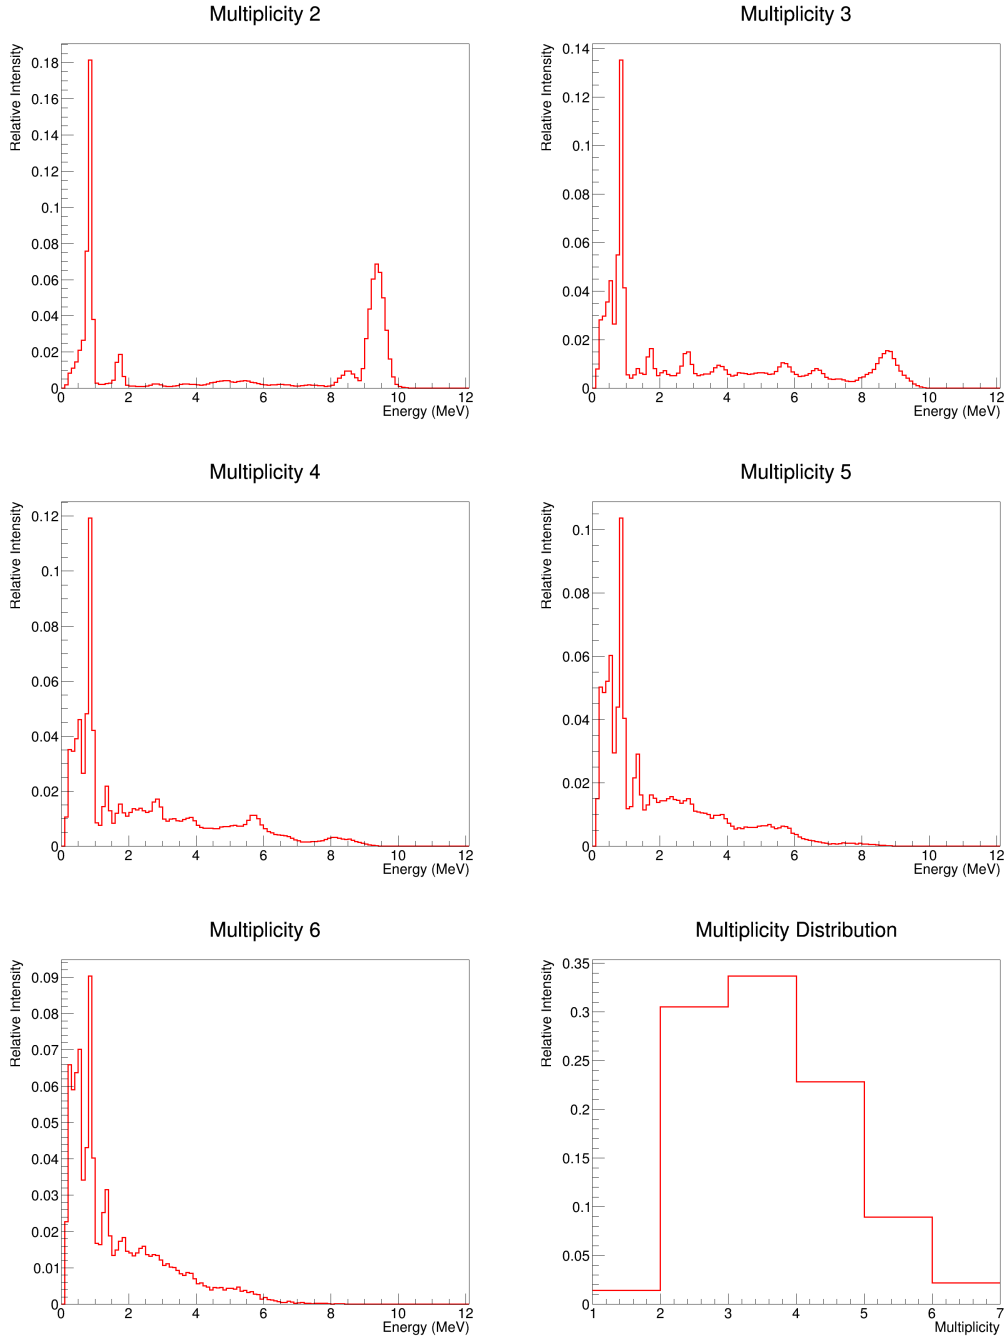 Multiplicity 2
Relative Intensity
0.18
0.16
0.14
0.12
0.1
0.08
0.06
0.04
0.02
0
0 2 4 6 8 10 12
Energy (MeV)
Multiplicity 3
Relative Intensity
0.14
0.12
0.1
0.08
0.06
0.04
0.02
0
0 2 4 6 8 10 12
Energy (MeV)
Multiplicity 4
Relative Intensity
0.12
0.1
0.08
0.06
0.04
0.02
0
0 2 4 6 8 10 12
Energy (MeV)
Multiplicity 5
Relative Intensity
0.1
0.08
0.06
0.04
0.02
0
0 2 4 6 8 10 12
Energy (MeV)
Multiplicity 6
Relative Intensity
0.09
0.08
0.07
0.06
0.05
0.04
0.03
0.02
0.01
0
0 2 4 6 8 10 12
Energy (MeV)
Multiplicity Distribution
Relative Intensity
0.35
0.3
0.25
0.2
0.15
0.1
0.05
0
1 2 3 4 5 6 7
Multiplicity